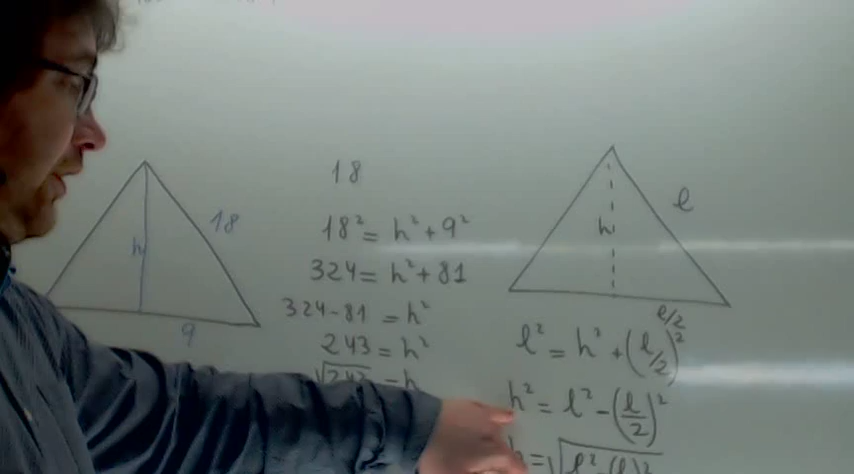 h
18
9
18
18² = h² + 9²
324 = h² + 81
324 - 81 = h²
243 = h²
√243 = h
h
ℓ
ℓ/2
ℓ² = h² + (ℓ/2)²
h² = ℓ² - (ℓ/2)²